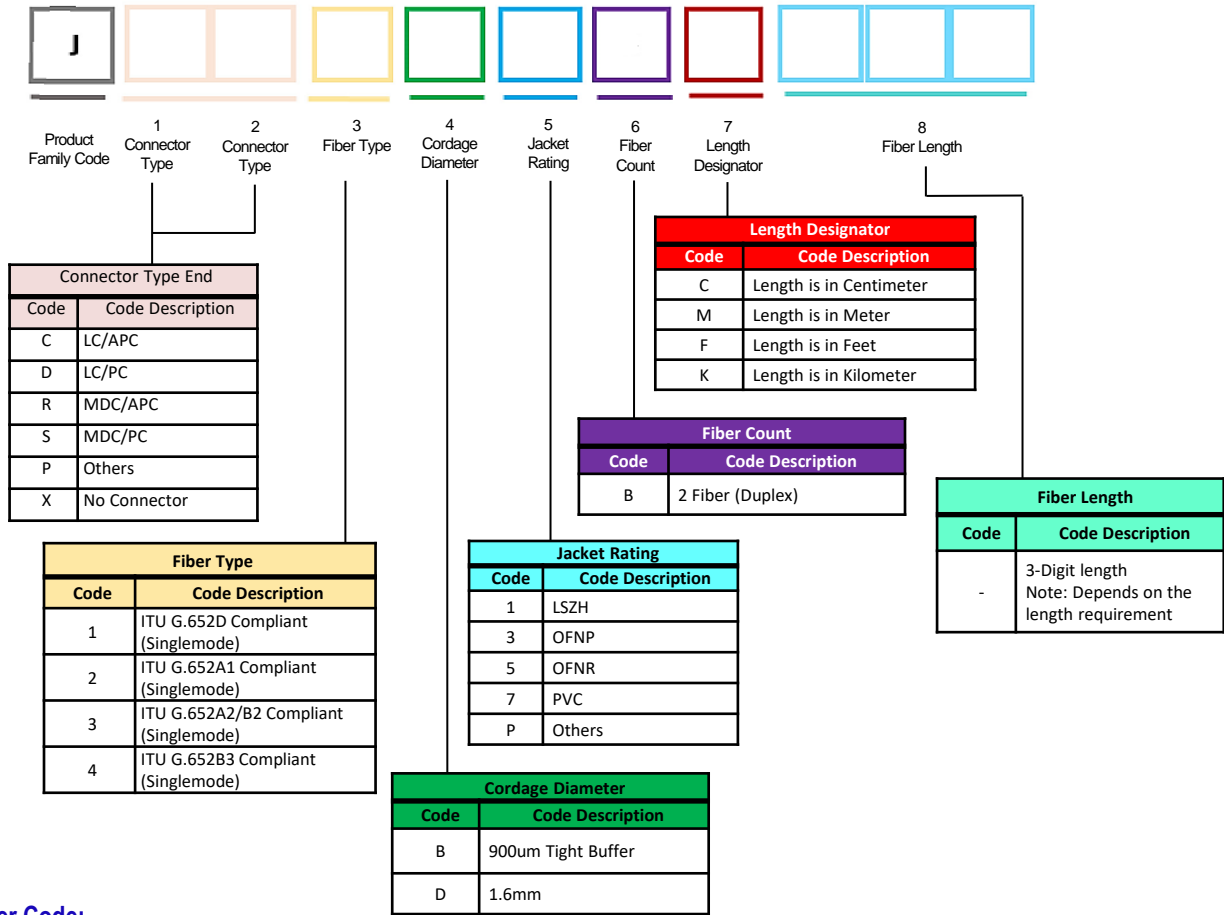 J
Product
Family Code
1
Connector
Type
2
Connector
Type
3
Fiber Type
4
Cordage
Diameter
5
Jacket
Rating
6
Fiber
Count
7
Length
Designator
8
Fiber Length
Length Designator
Code Code Description
C Length is in Centimeter
M Length is in Meter
F Length is in Feet
K Length is in Kilometer
Connector Type End
Code Code Description
C LC/APC
D LC/PC
R MDC/APC
S MDC/PC
P Others
X No Connector
Fiber Count
Code Code Description
B 2 Fiber (Duplex)
Fiber Length
Code Code Description
-
3-Digit length
Note: Depends on the
length requirement
Fiber Type
Code Code Description
1 ITU G.652D Compliant
(Singlemode)
2 ITU G.652A1 Compliant
(Singlemode)
3 ITU G.652A2/B2 Compliant
(Singlemode)
4 ITU G.652B3 Compliant
(Singlemode)
Jacket Rating
Code Code Description
1 LSZH
3 OFNP
5 OFNR
7 PVC
P Others
Cordage Diameter
Code Code Description
B 900um Tight Buffer
D 1.6mm
Code: